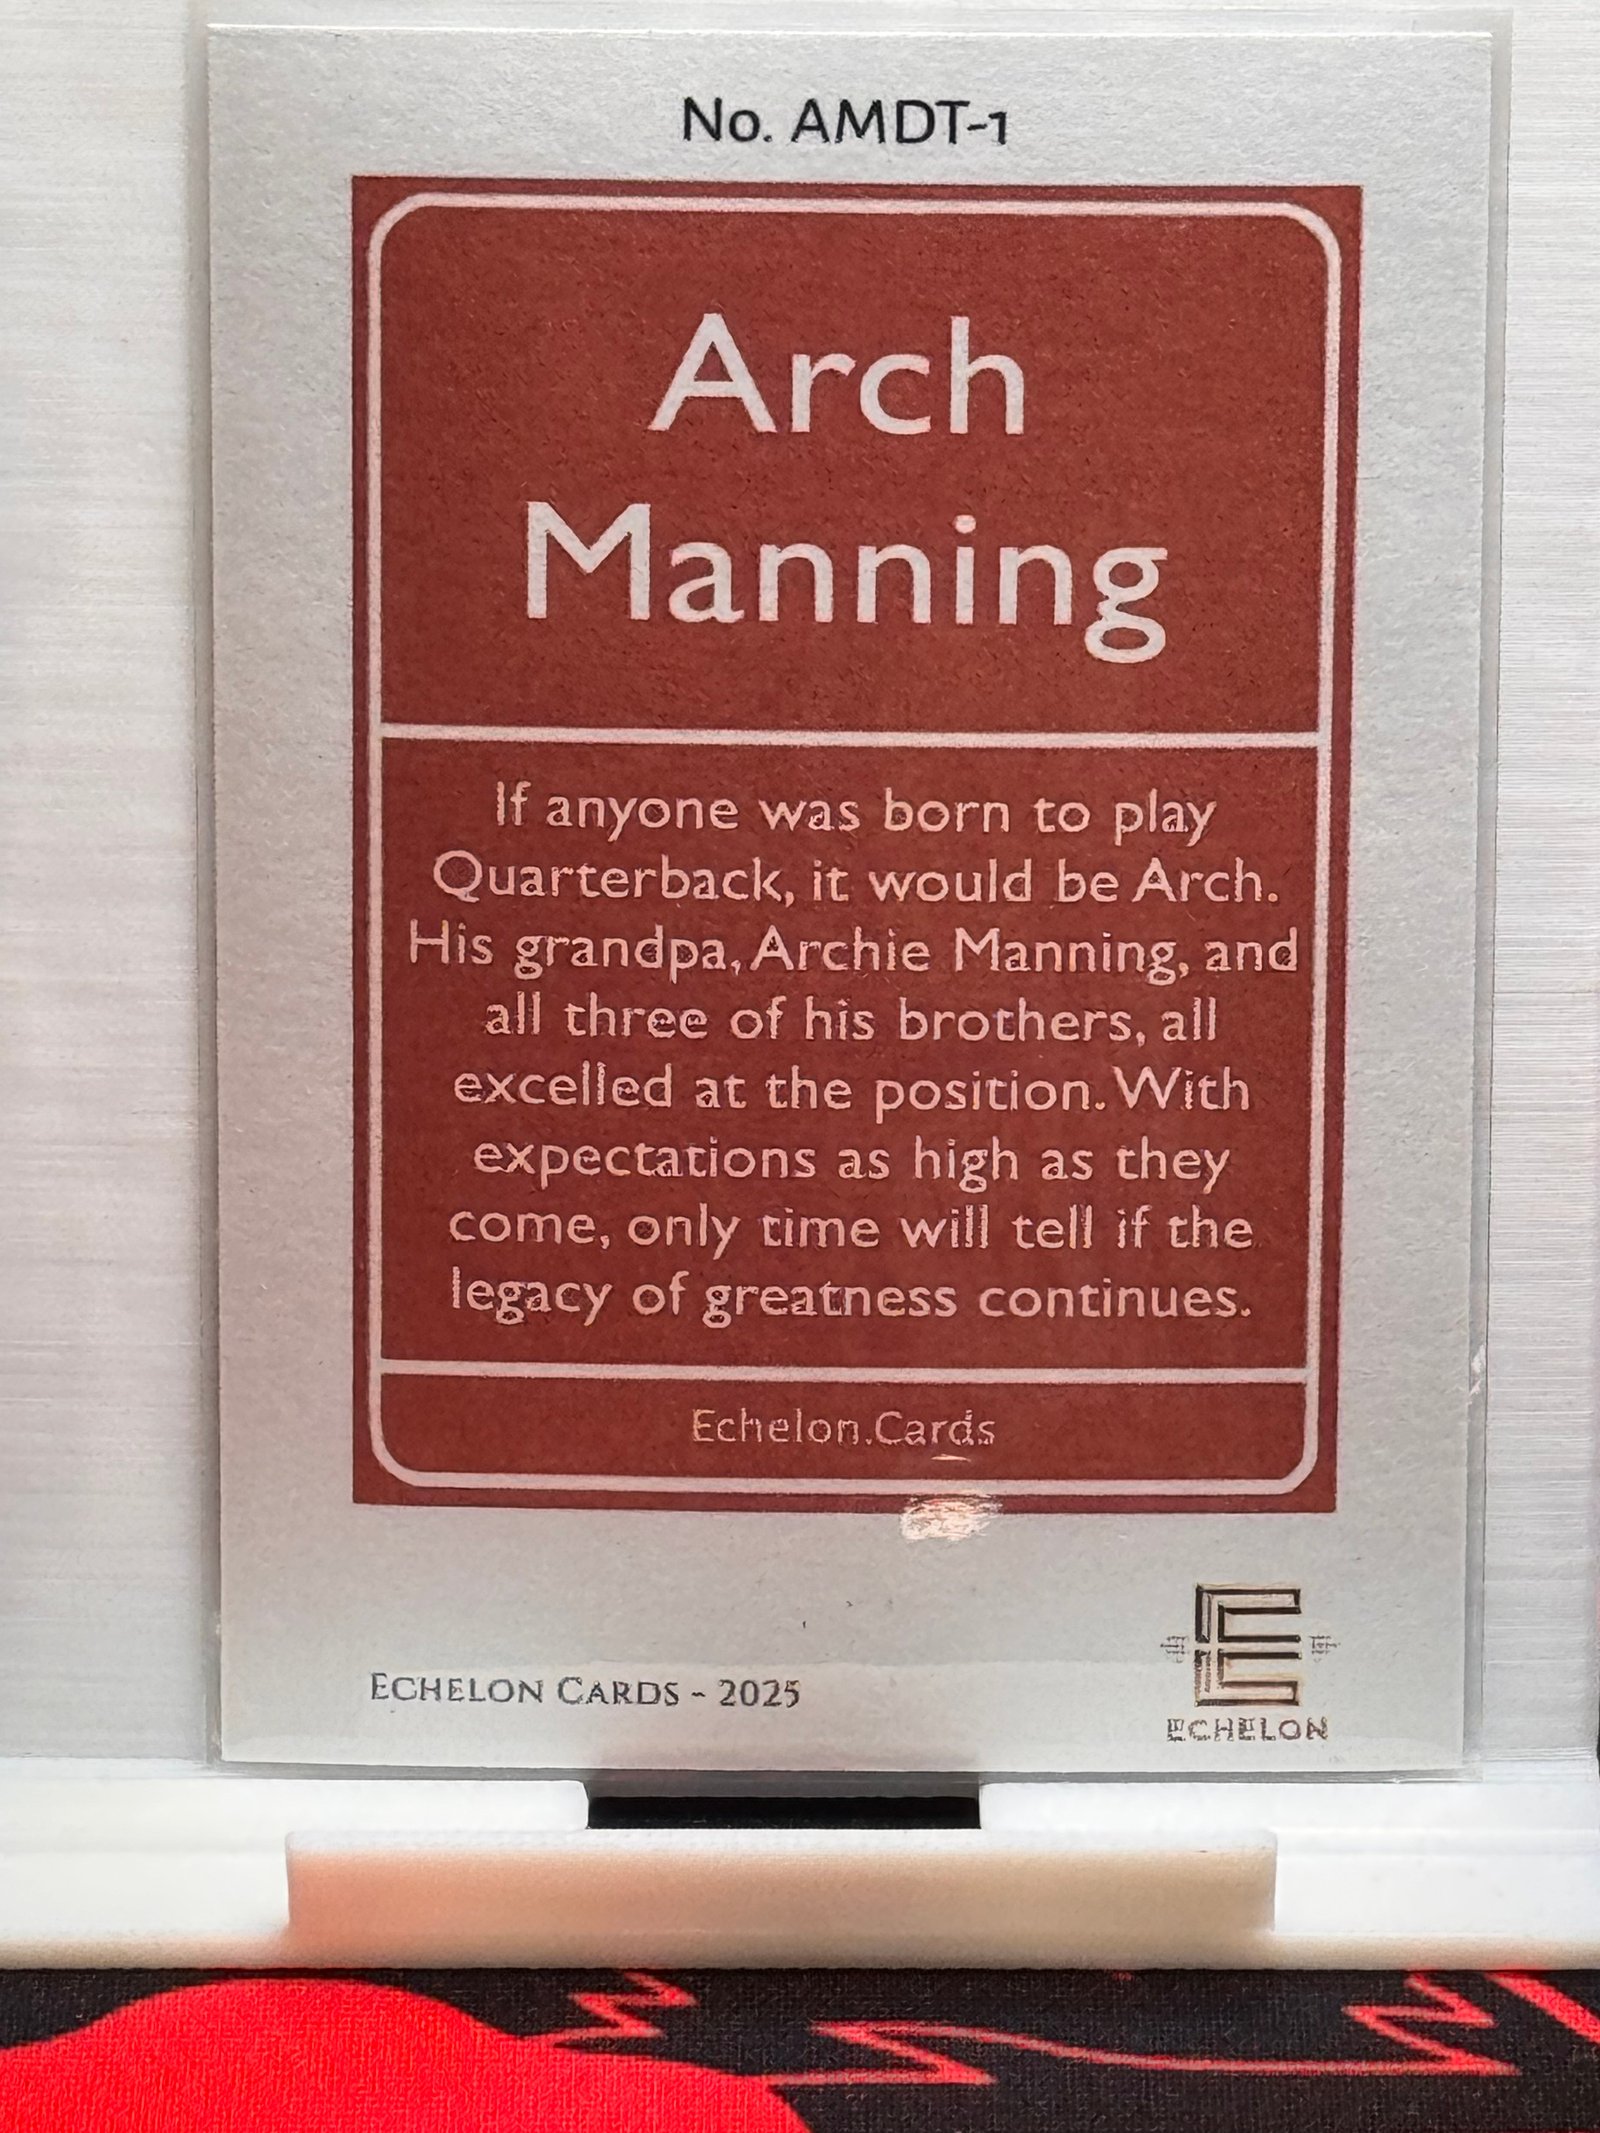 No. AMDT-1
Arch
Manning
If anyone was born to play
Quarterback, it would be Arch.
His grandpa, Archie Manning, and
all three of his brothers, all
excelled at the position. With
expectations as high as they
come, only time will tell if the
legacy of greatness continues.
Echelon.Cards
ECHELON CARDS - 2025
ECHELON